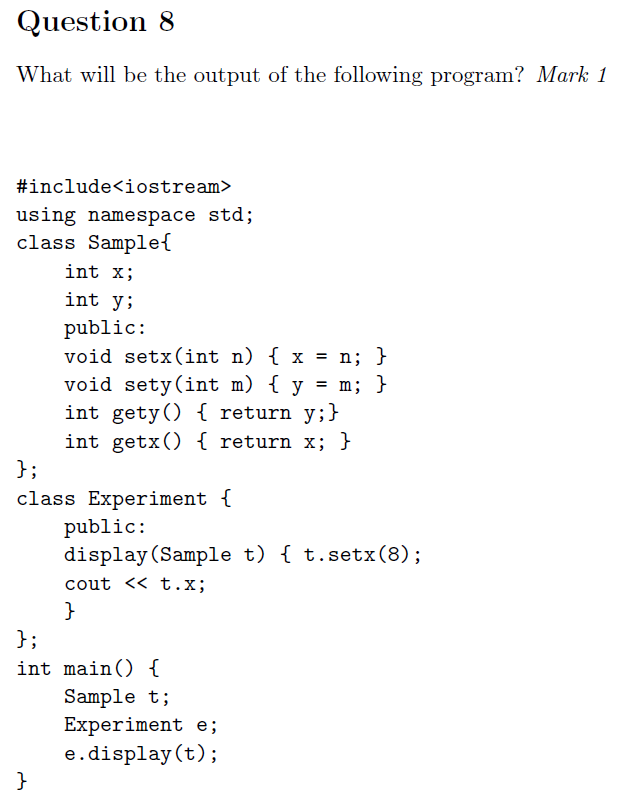 Question 8
What will be the output of the following program? Mark 1
#include<iostream>
using namespace std;
class Sample{
    int x;
    int y;
    public:
    void setx(int n) { x = n; }
    void sety(int m) { y = m; }
    int gety() { return y;}
    int getx() { return x; }
};
class Experiment {
    public:
    display(Sample t) { t.setx(8);
    cout << t.x;
    }
};
int main() {
    Sample t;
    Experiment e;
    e.display(t);
}